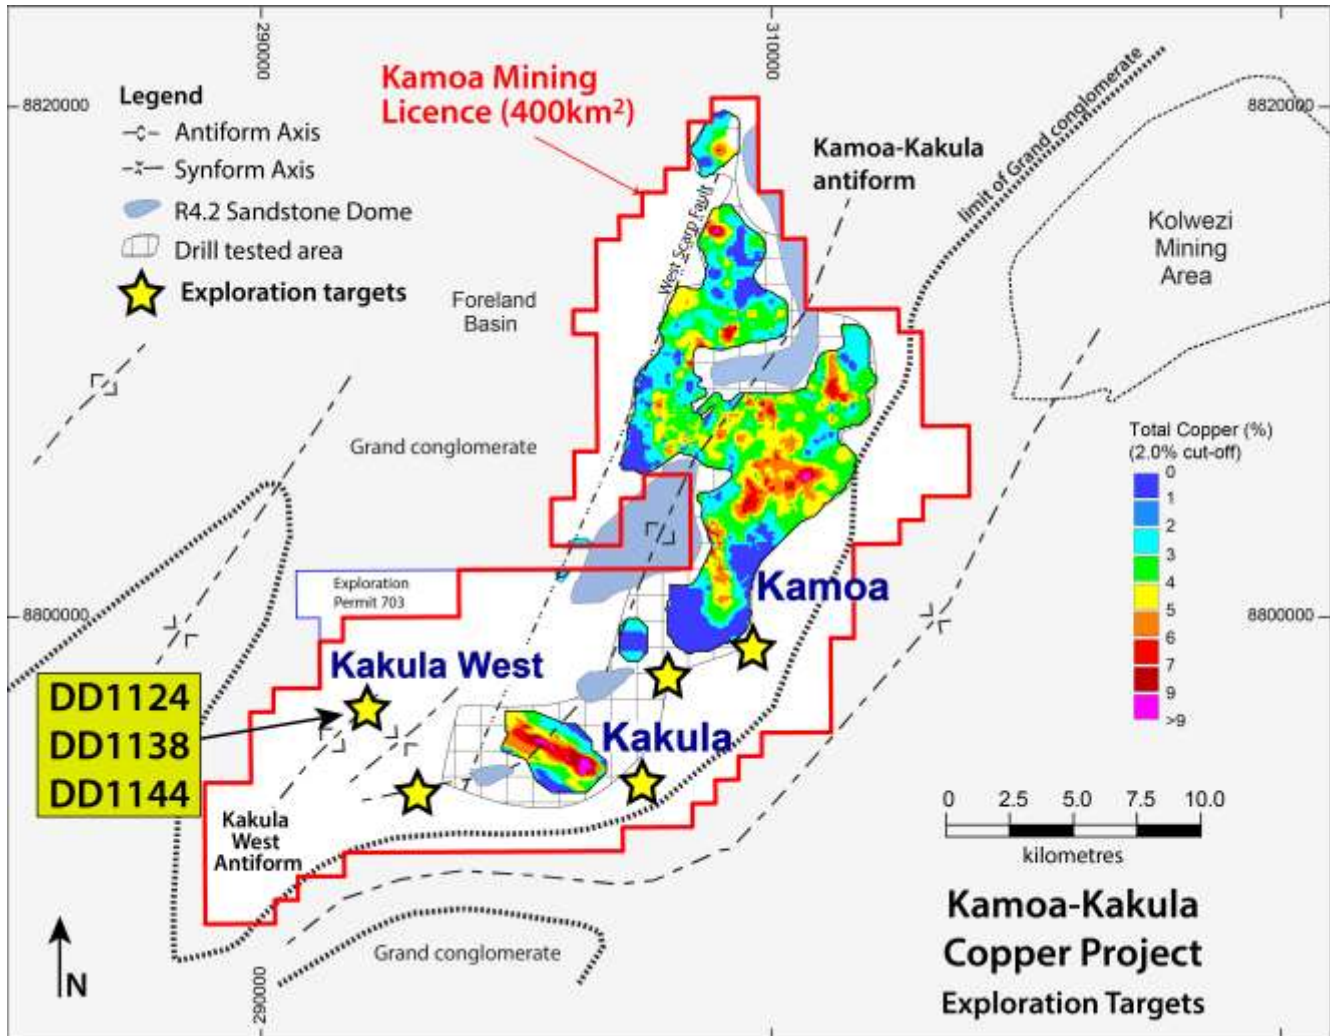 290000
310000
8820000
8820000
Legend
Antiform Axis
Synform Axis
R4.2 Sandstone Dome
Drill tested area
Exploration targets
Kamoa Mining
Licence (400km²)
Kamoa-Kakula
antiform
limit of Grand conglomerate
Kolwezi
Mining
Area
West Scarp Fault
Foreland
Basin
Grand conglomerate
Total Copper (%)
(2.0% cut-off)
0
1
2
3
4
5
6
7
9
>9
Exploration
Permit 703
8800000
8800000
Kamoa
Kakula West
DD1124
DD1138
DD1144
Kakula
Kakula
West
Antiform
0 2.5 5.0 7.5 10.0
kilometres
Grand conglomerate
Kamoa-Kakula
Copper Project
Exploration Targets
N
290000